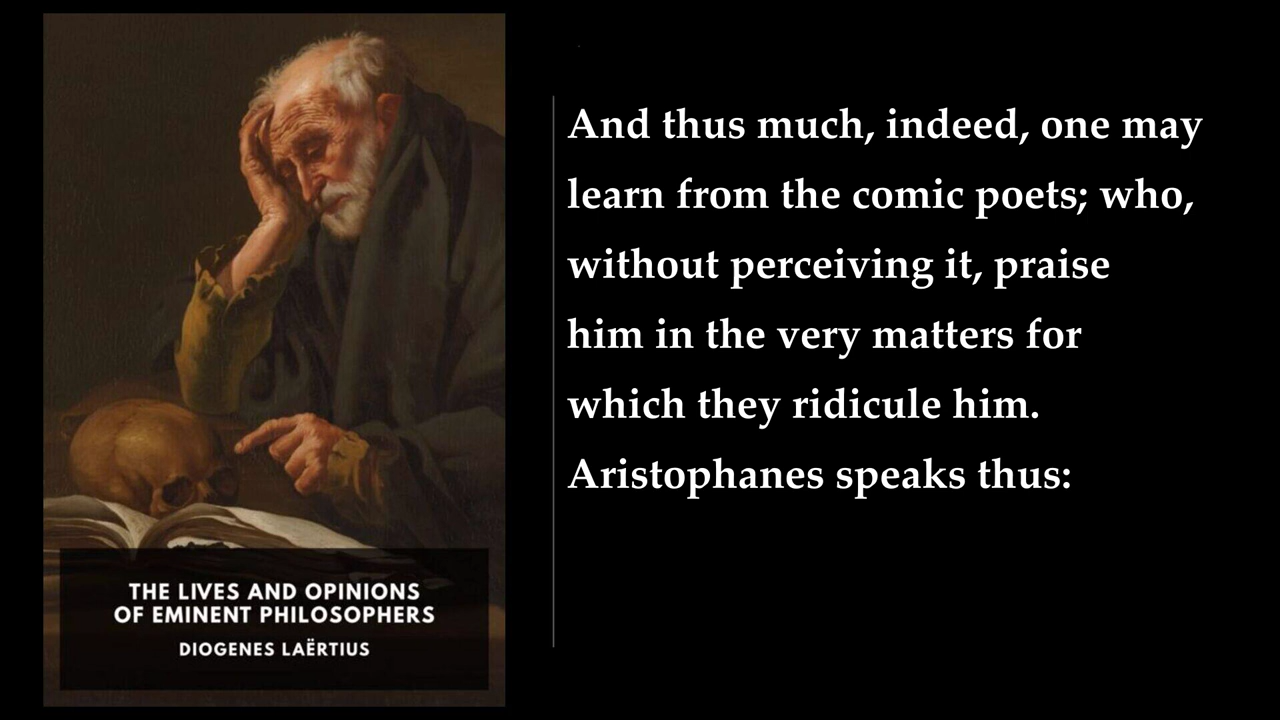 THE LIVES AND OPINIONS
OF EMINENT PHILOSOPHERS
DIOGENES LAËRTIUS
And thus much, indeed, one may
learn from the comic poets; who,
without perceiving it, praise
him in the very matters for
which they ridicule him.
Aristophanes speaks thus: